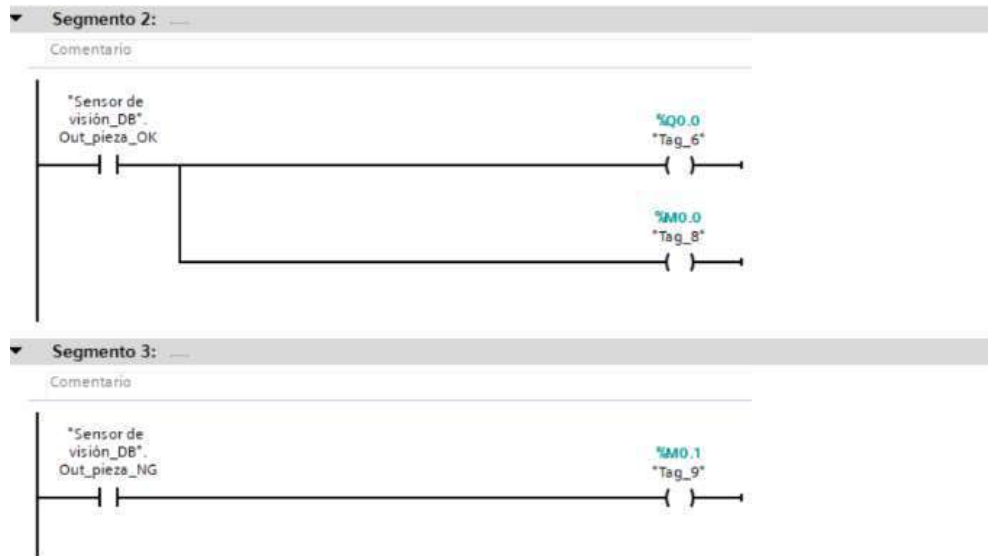 Segmento 2: ....
Comentario
"Sensor de
visión_DB".
Out_pieza_OK
%Q0.0
"Tag_6"
%M0.0
"Tag_8"
Segmento 3: ....
Comentario
"Sensor de
visión_DB".
Out_pieza_NG
%M0.1
"Tag_9"